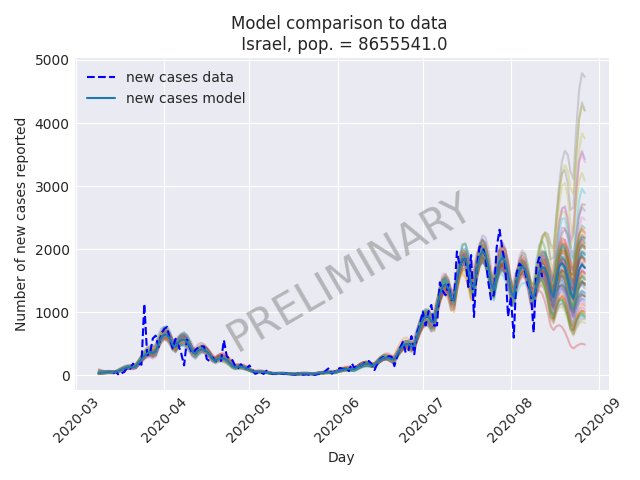 Model comparison to data
Israel, pop. = 8655541.0
5000
4000
3000
2000
1000
0
Number of new cases reported
new cases data
new cases model
PRELIMINARY
2020-03
2020-04
2020-05
2020-06
2020-07
2020-08
2020-09
Day